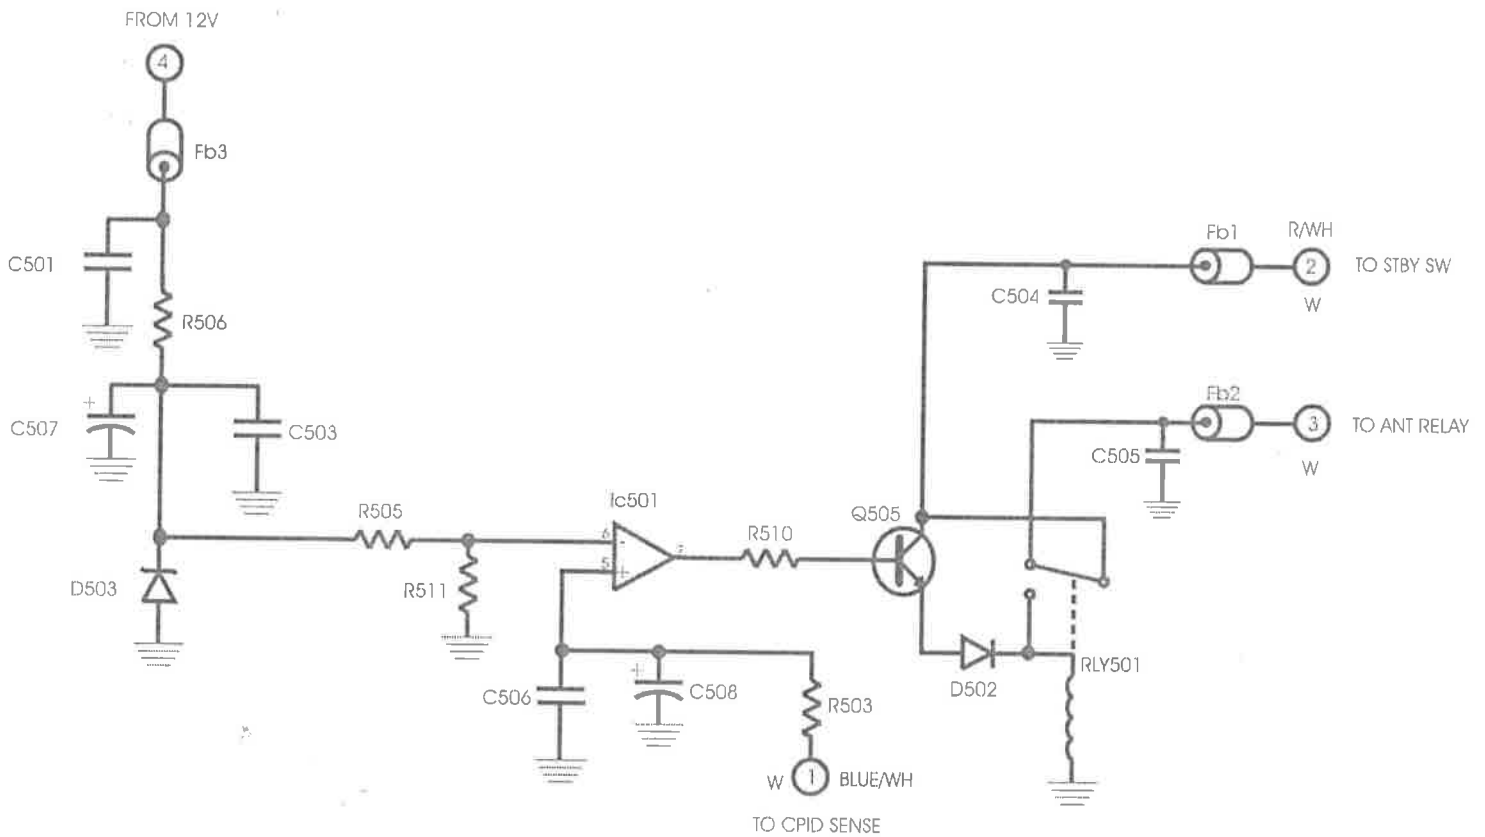 FROM 12V
4
Fb3
C501
R506
C507
+
C503
D503
R505
R511
Ic501
6
-
5
+
R510
Q505
C506
+
C508
R503
W
1
BLUE/WH
TO CPID SENSE
D502
RLY501
C504
Fb1
R/WH
2
TO STBY SW
W
C505
Fb2
3
TO ANT RELAY
W